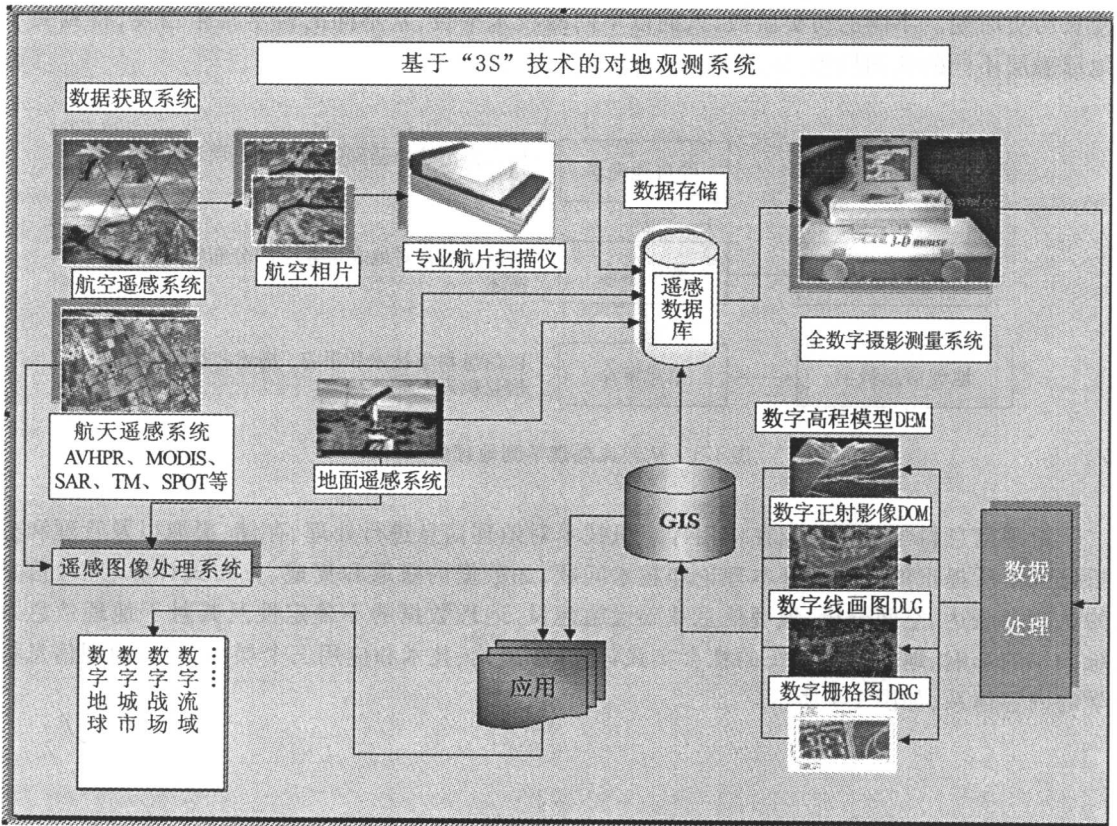 基于“3S”技术的对地观测系统
数据获取系统
航空遥感系统
航空相片
专业航片扫描仪
数据存储
遥感
数据
库
3-D mouse
全数字摄影测量系统
航天遥感系统
AVHPR、MODIS、
SAR、TM、SPOT等
地面遥感系统
遥感图像处理系统
GIS
数字高程模型DEM
数字正射影像DOM
数字线画图DLG
数字栅格图DRG
数据
处理
应用
数字地球
数字城市
数字战场
数字流域
……